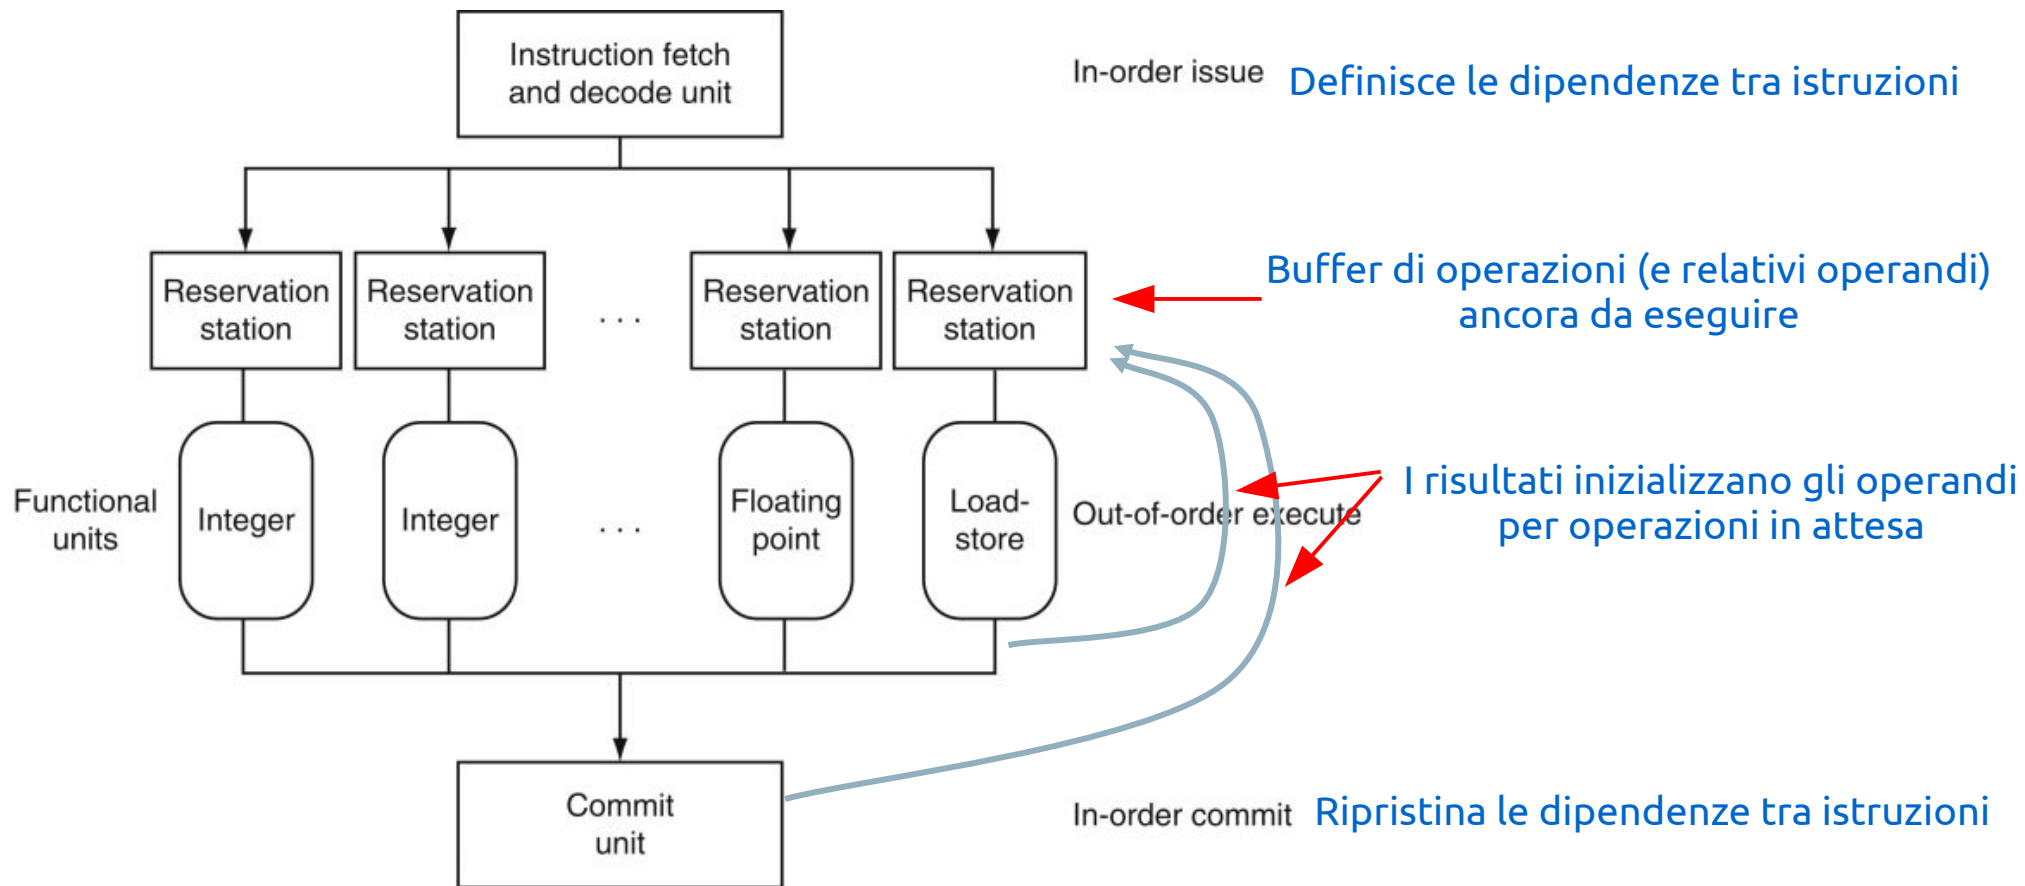 Instruction fetch
and decode unit
In-order issue
Definisce le dipendenze tra istruzioni
Reservation
station
Reservation
station
. . .
Reservation
station
Reservation
station
Buffer di operazioni (e relativi operandi)
ancora da eseguire
Functional
units
Integer
Integer
. . .
Floating
point
Load-
store
Out-of-order execute
I risultati inizializzano gli operandi
per operazioni in attesa
Commit
unit
In-order commit
Ripristina le dipendenze tra istruzioni